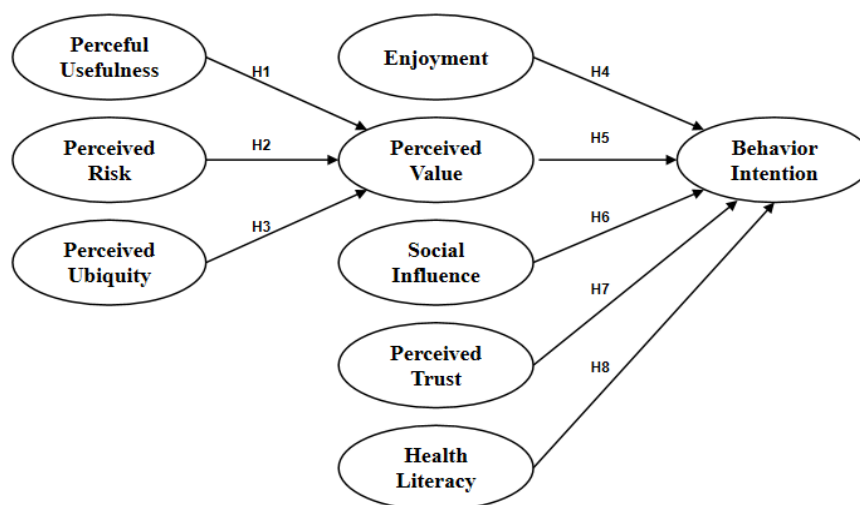 Perceful
Usefulness
Enjoyment
H1
H4
Perceived
Risk
H2
Perceived
Value
H5
Behavior
Intention
Perceived
Ubiquity
H3
Social
Influence
H6
Perceived
Trust
H7
Health
Literacy
H8